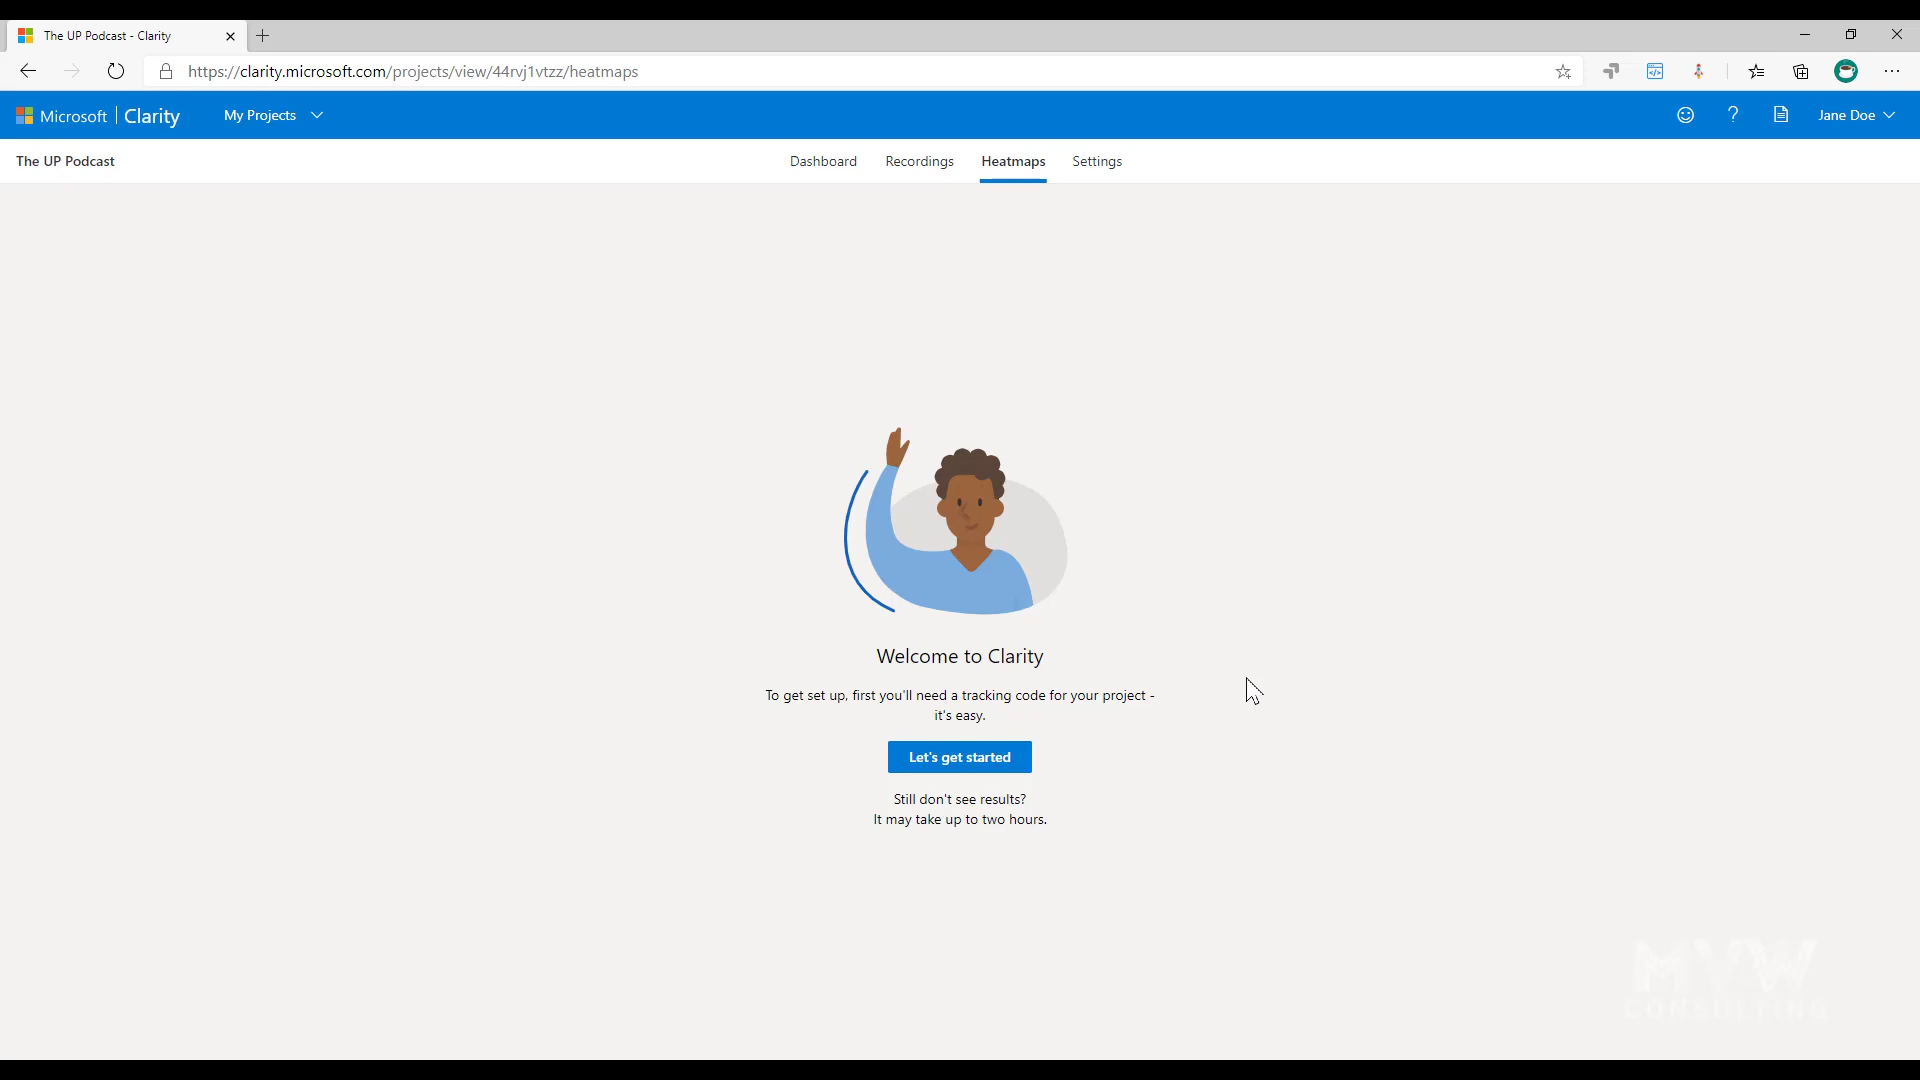 The UP Podcast - Clarity
https://clarity.microsoft.com/projects/view/44rvj1vtzz/heatmaps
Microsoft | Clarity My Projects ? Jane Doe
The UP Podcast Dashboard Recordings Heatmaps Settings
Welcome to Clarity
To get set up, first you'll need a tracking code for your project -
it's easy.
Let's get started
Still don't see results?
It may take up to two hours.
MVW
CONSULTING